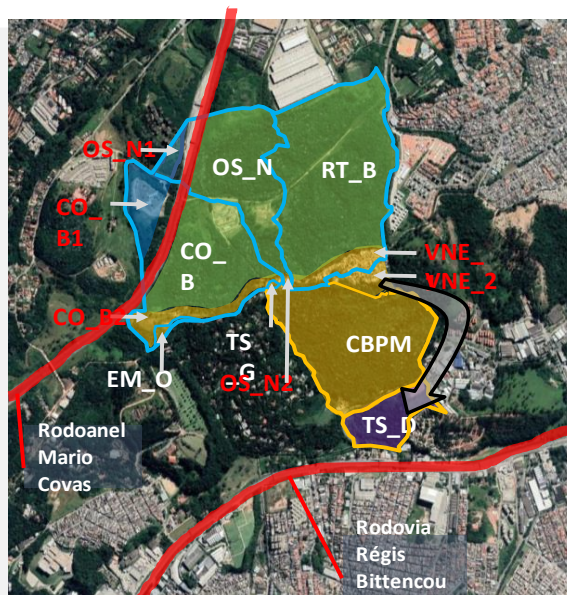 OS_N1
OS_N
RT_B
CO_
B1
CO_
B
VNE_
VNE_2
CO_B2
TS
_G
CBPM
EM_O
OS_N2
TS_D
Rodoanel
Mario
Covas
Rodovia
Régis
Bittencou